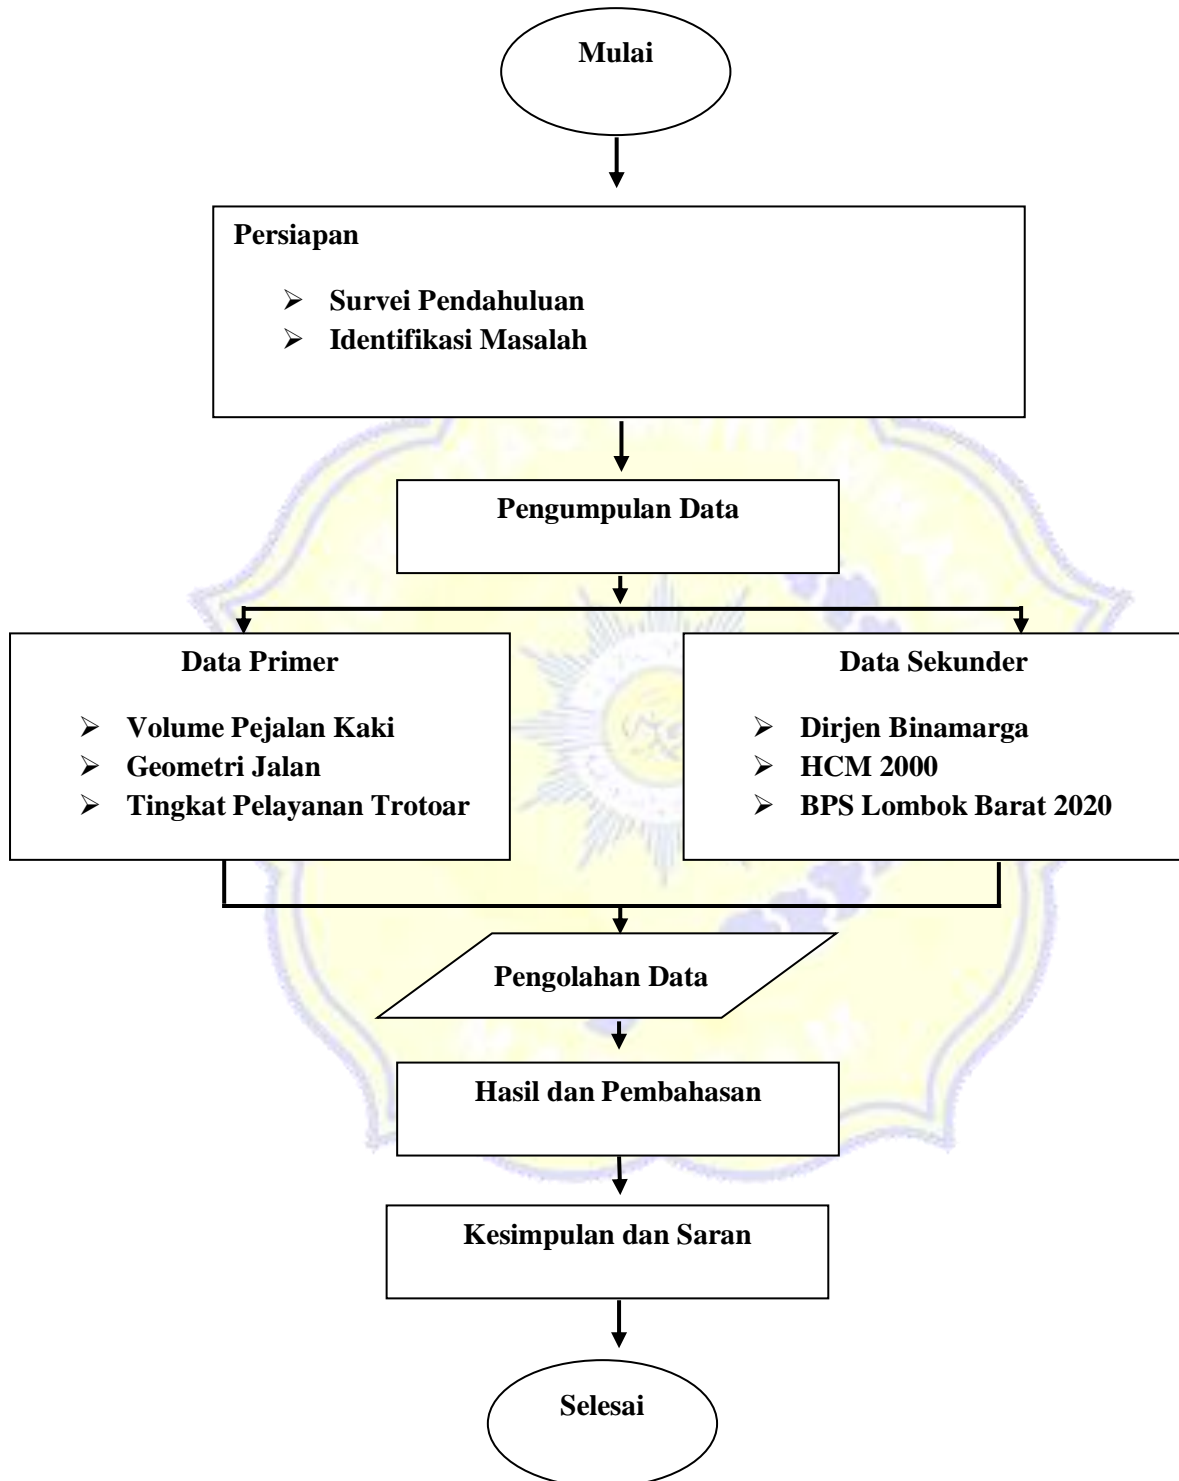 Mulai
Persiapan
➢ Survei Pendahuluan
➢ Identifikasi Masalah
Pengumpulan Data
Data Primer
➢ Volume Pejalan Kaki
➢ Geometri Jalan
➢ Tingkat Pelayanan Trotoar
Data Sekunder
➢ Dirjen Binamarga
➢ HCM 2000
➢ BPS Lombok Barat 2020
Pengolahan Data
Hasil dan Pembahasan
Kesimpulan dan Saran
Selesai